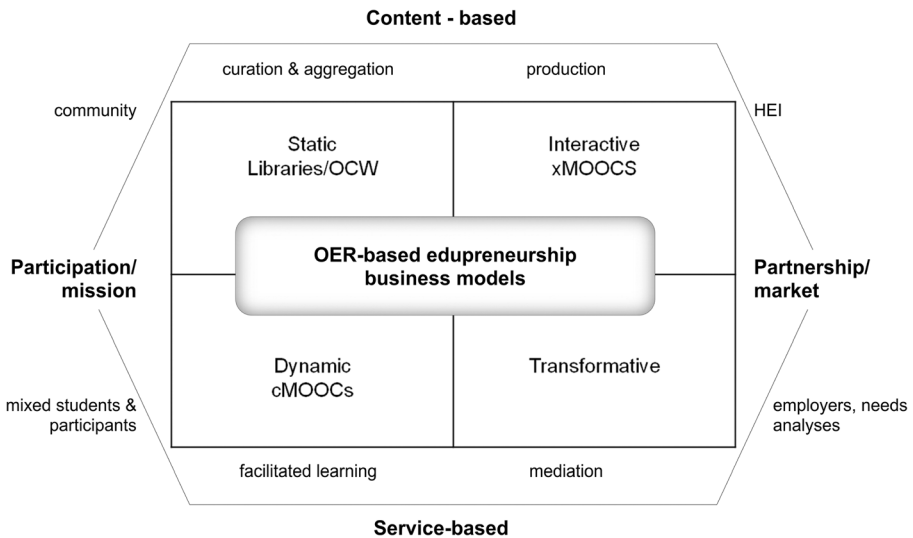 Content - based
curation & aggregation
production
community
HEI
Static
Libraries/OCW
Interactive
xMOOCS
OER-based edupreneurship
business models
Participation/
mission
Partnership/
market
Dynamic
cMOOCs
Transformative
mixed students &
participants
employers, needs
analyses
facilitated learning
mediation
Service-based